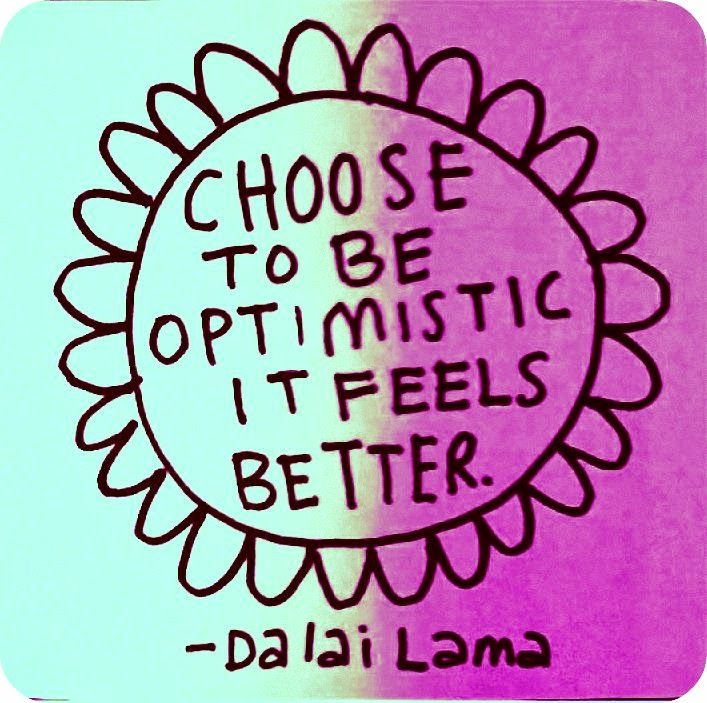 CHOOSE
TO BE
OPTIMISTIC
IT FEELS
BETTER.
-Dalai Lama